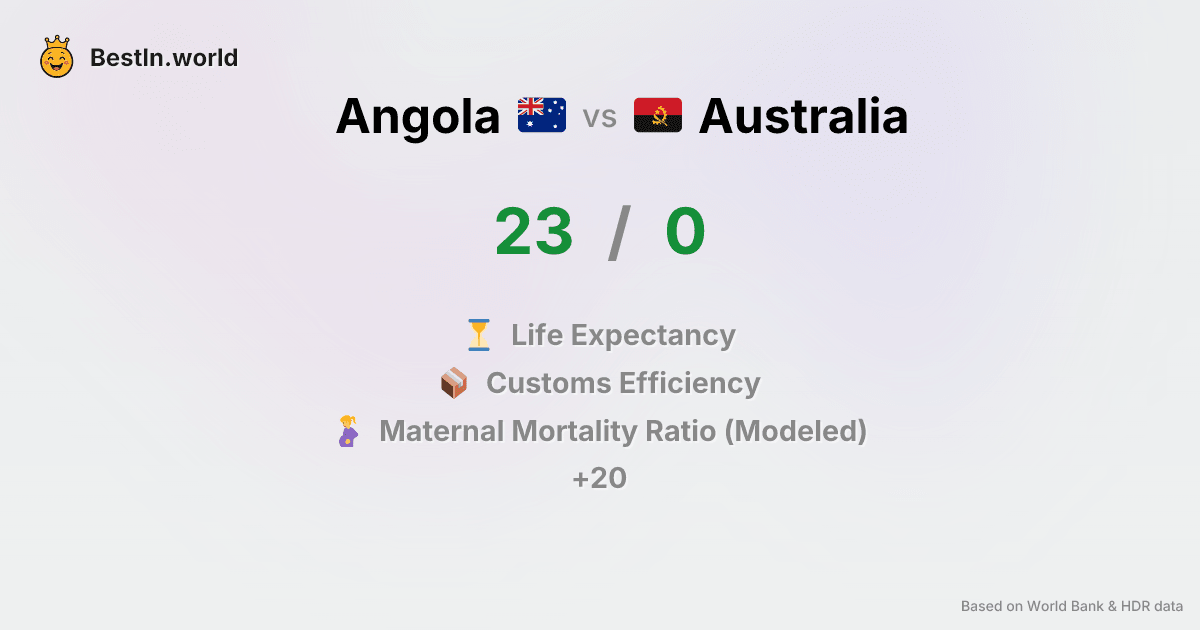 BestIn.world
Angola vs Australia
23 / 0
Life Expectancy
Customs Efficiency
Maternal Mortality Ratio (Modeled)
+20
Based on World Bank & HDR data